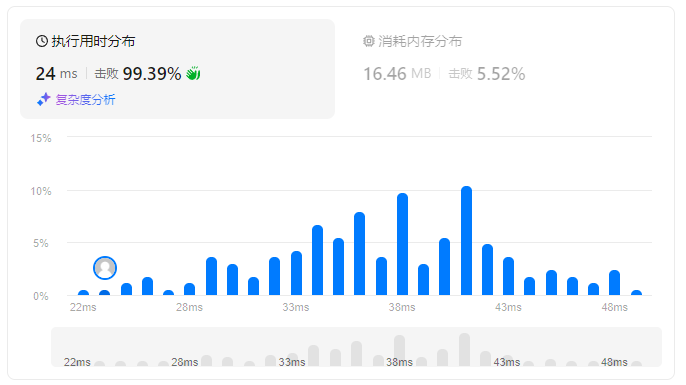 执行用时分布
消耗内存分布
24 ms 击败 99.39%
16.46 MB 击败 5.52%
复杂度分析
15%
10%
5%
0%
22ms 28ms 33ms 38ms 43ms 48ms
22ms 28ms 33ms 38ms 43ms 48ms